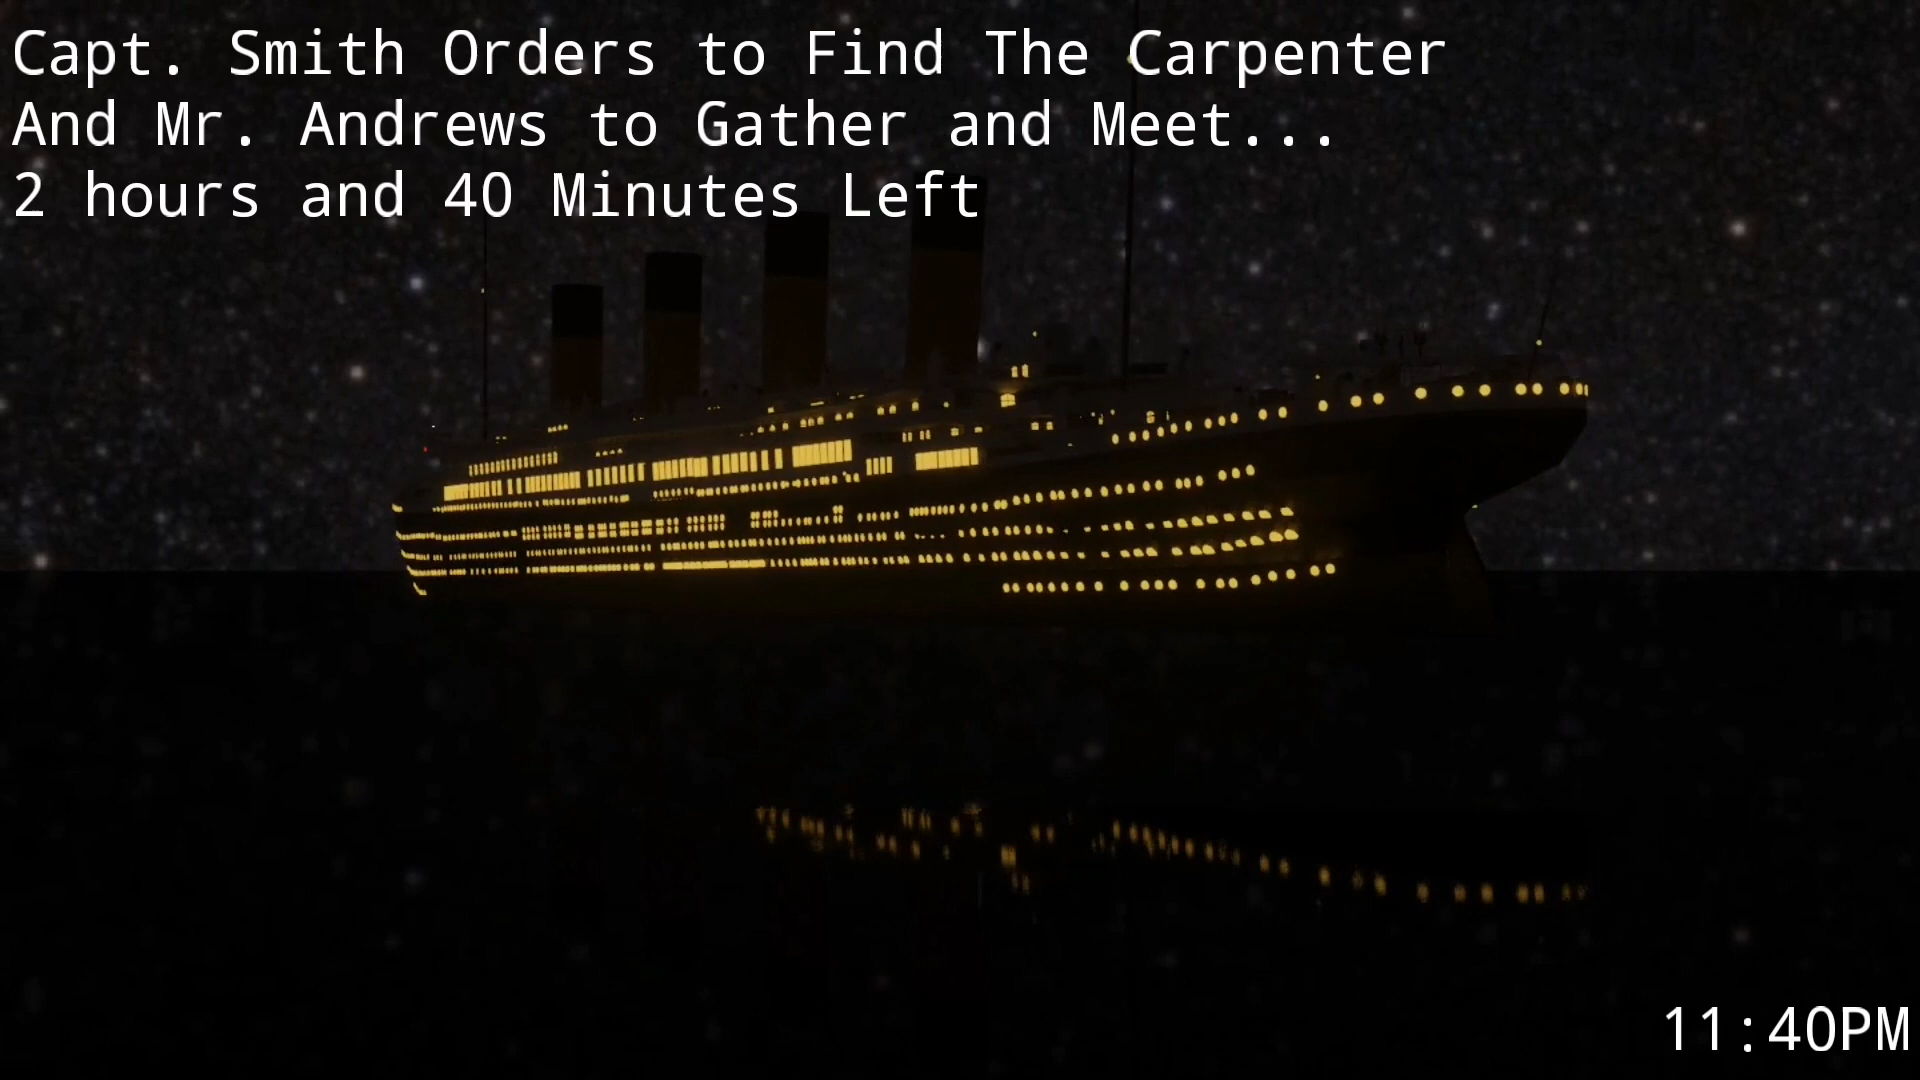 Capt. Smith Orders to Find The Carpenter
And Mr. Andrews to Gather and Meet...
2 hours and 40 Minutes Left
11:40PM